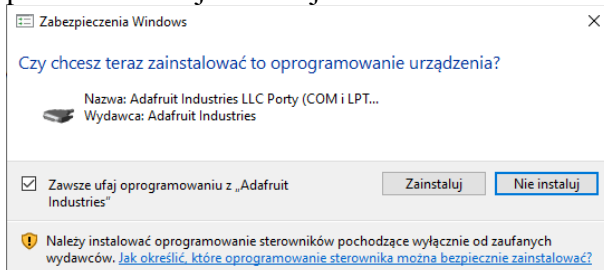 Zabezpieczenia Windows
Czy chcesz teraz zainstalować to oprogramowanie urządzenia?
Nazwa: Adafruit Industries LLC Porty (COM i LPT...
Wydawca: Adafruit Industries
Zawsze ufaj oprogramowaniu z „Adafruit
Industries”
Zainstaluj
Nie instaluj
Należy instalować oprogramowanie sterowników pochodzące wyłącznie od zaufanych
wydawców. Jak określić, które oprogramowanie sterownika można bezpiecznie zainstalować?